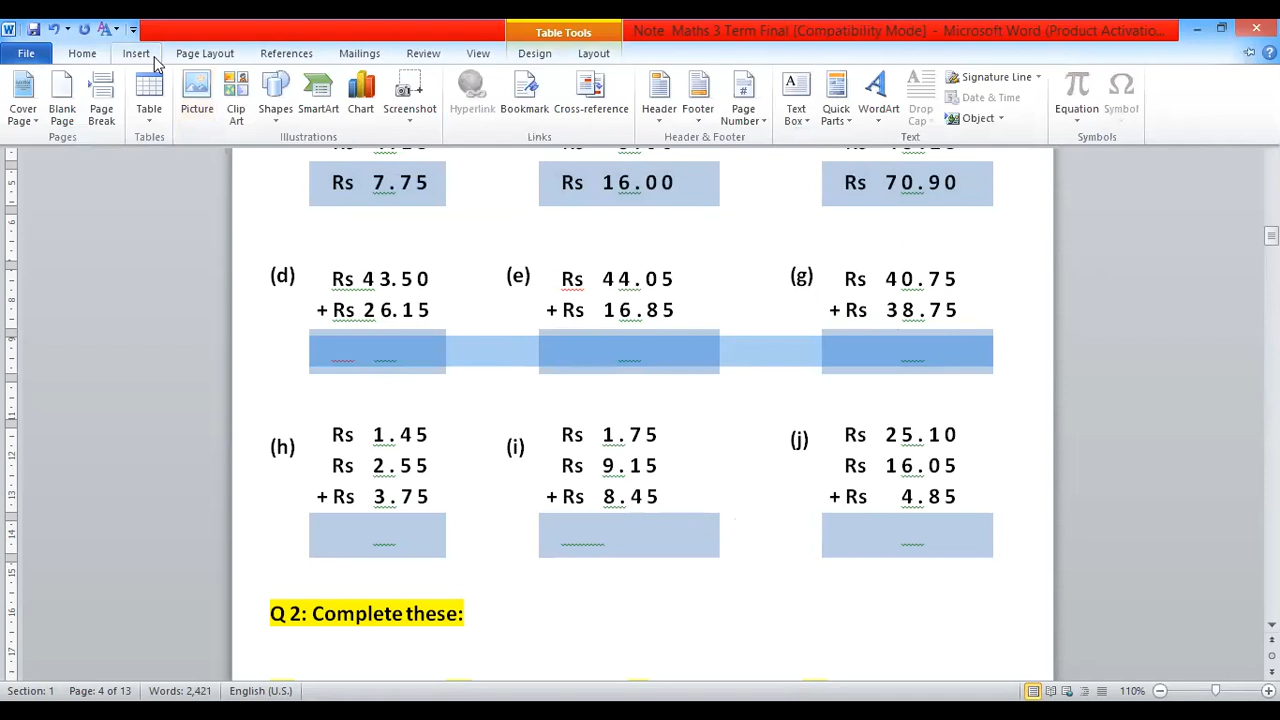 Table Tools
Note Maths 3 Term Final [Compatibility Mode] - Microsoft Word (Product Activatio...
File Home Insert Page Layout References Mailings Review View Design Layout
Cover Page Blank Page Page Break Table Picture Clip Art Shapes SmartArt Chart Screenshot Hyperlink Bookmark Cross-reference Header Footer Page Number Text Box Quick Parts WordArt Drop Cap Signature Line Date & Time Object Equation Symbol
Pages Tables Illustrations Links Header & Footer Text Symbols
Rs 7.75 Rs 16.00 Rs 70.90
(d) Rs 43.50 (e) Rs 44.05 (g) Rs 40.75
+ Rs 26.15 + Rs 16.85 + Rs 38.75
(h) Rs 1.45 (i) Rs 1.75 (j) Rs 25.10
Rs 2.55 Rs 9.15 Rs 16.05
+ Rs 3.75 + Rs 8.45 + Rs 4.85
Q 2: Complete these:
Section: 1 Page: 4 of 13 Words: 2,421 English (U.S.) 110%